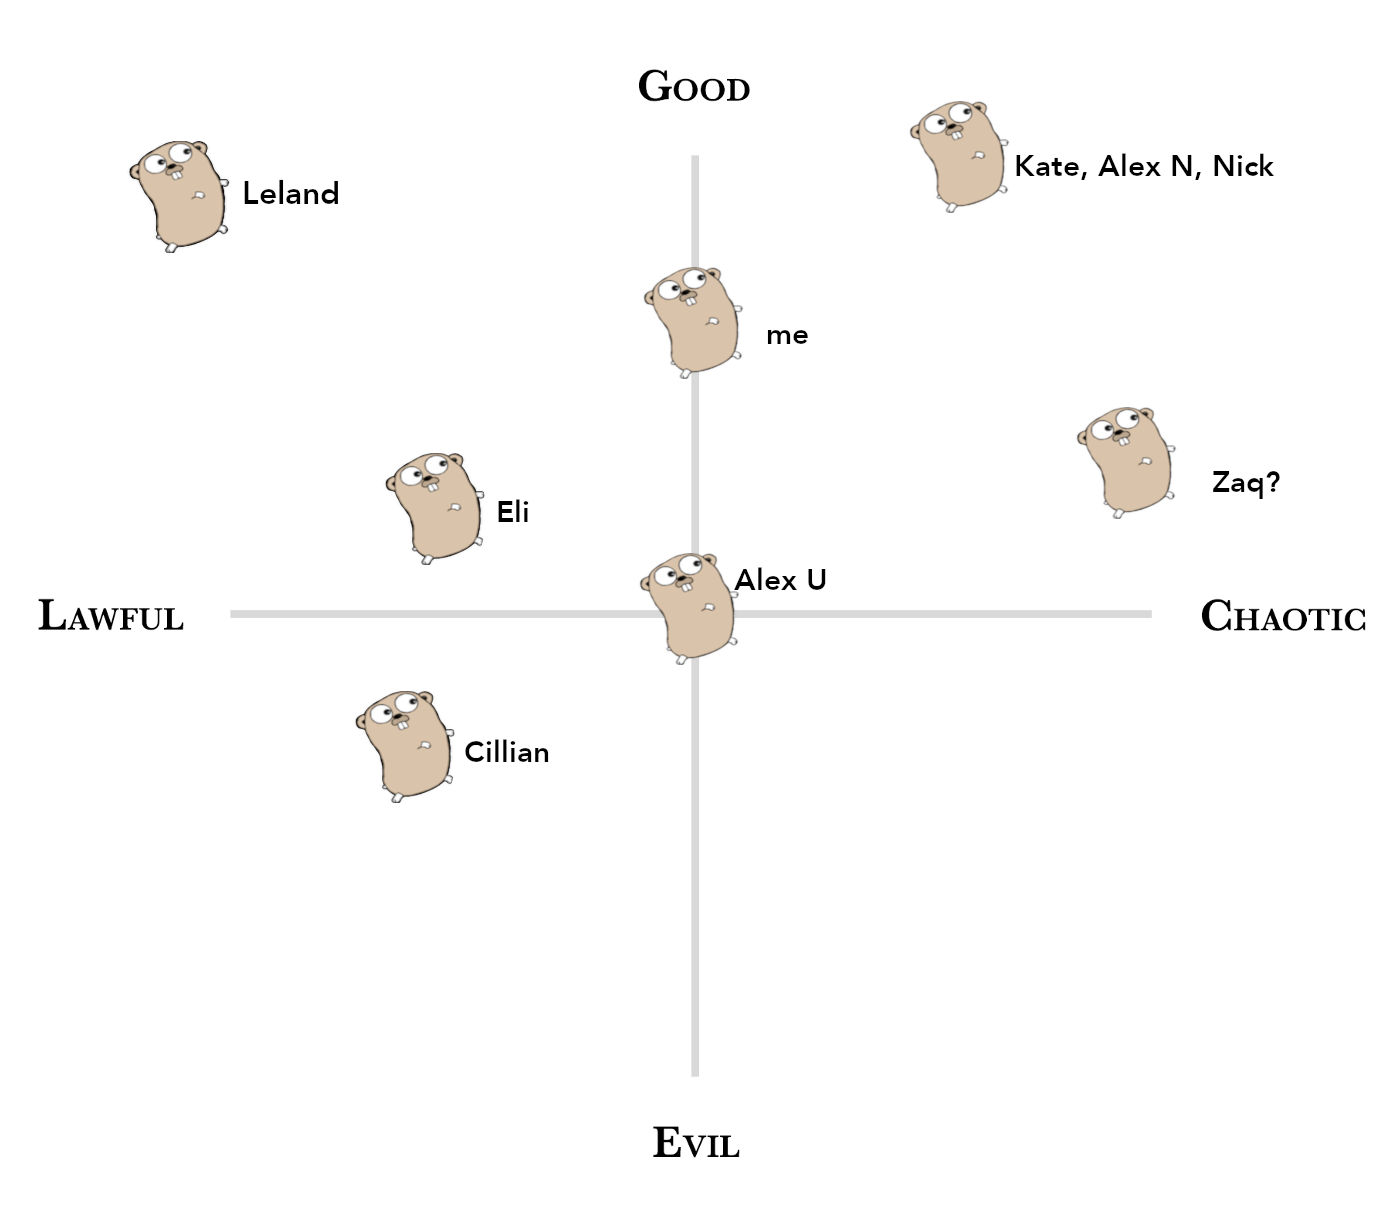 GOOD
Kate, Alex N, Nick
Leland
me
Zaq?
Eli
Alex U
LAWFUL
CHAOTIC
Cillian
EVIL